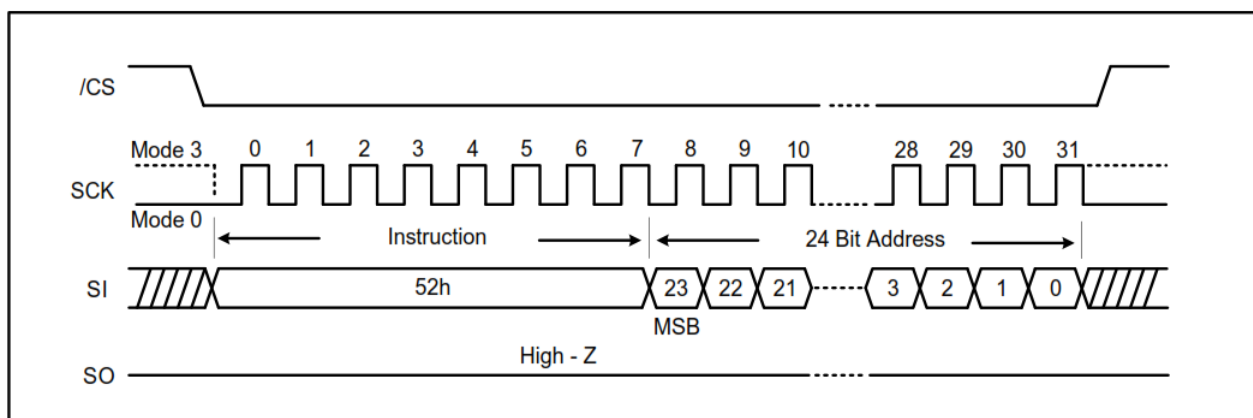 /CS
Mode 3 0 1 2 3 4 5 6 7 8 9 10 28 29 30 31
SCK
Mode 0
Instruction 24 Bit Address
SI 52h 23 22 21 3 2 1 0
MSB
High - Z
SO